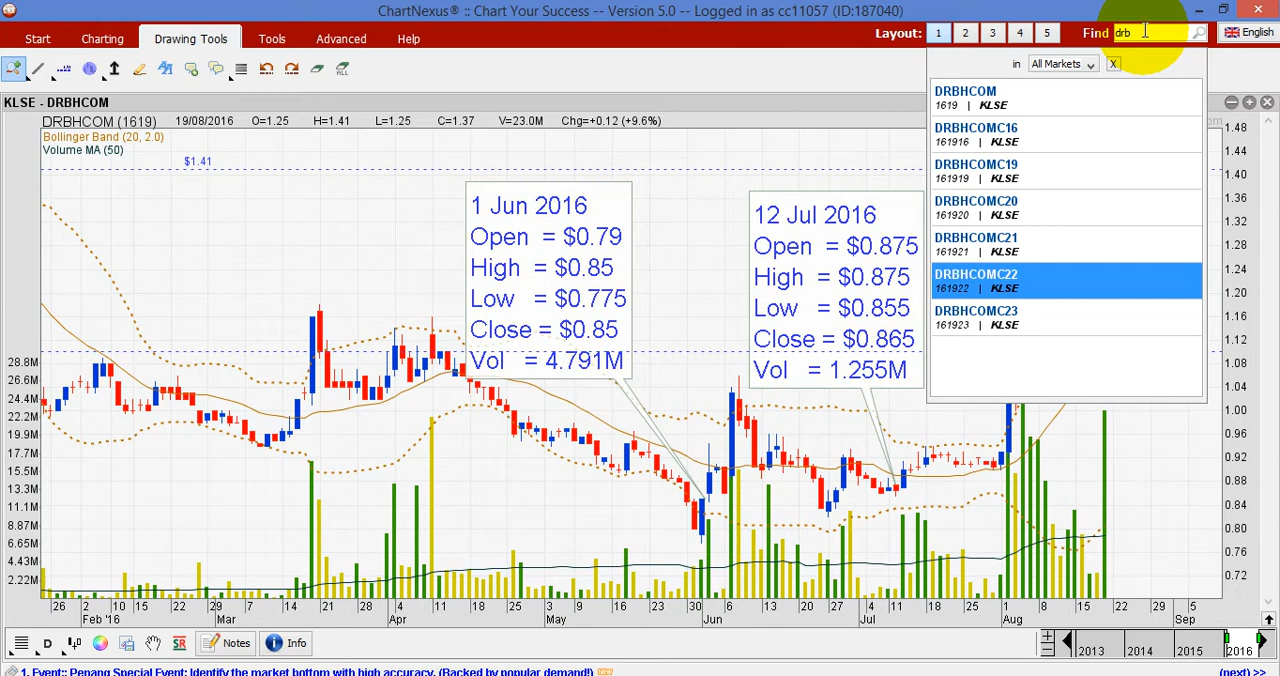 ChartNexus® :: Chart Your Success -- Version 5.0 -- Logged in as cc11057 (ID:187040)
Start Charting Drawing Tools Tools Advanced Help Layout: 1 2 3 4 5 Find drb English
in All Markets X
KLSE - DRBHCOM
DRBHCOM (1619) 19/08/2016 O=1.25 H=1.41 L=1.25 C=1.37 V=23.0M Chg=+0.12 (+9.6%)
Bollinger Band (20, 2.0)
Volume MA (50)
$1.41
1 Jun 2016
Open = $0.79
High = $0.85
Low = $0.775
Close = $0.85
Vol = 4.791M
12 Jul 2016
Open = $0.875
High = $0.875
Low = $0.855
Close = $0.865
Vol = 1.255M
DRBHCOM
1619 | KLSE
DRBHCOMC16
161916 | KLSE
DRBHCOMC19
161919 | KLSE
DRBHCOMC20
161920 | KLSE
DRBHCOMC21
161921 | KLSE
DRBHCOMC22
161922 | KLSE
DRBHCOMC23
161923 | KLSE
1.48
1.44
1.40
1.36
1.32
1.28
1.24
1.20
1.16
1.12
1.08
1.04
1.00
0.96
0.92
0.88
0.84
0.80
0.76
0.72
28.8M
26.6M
24.4M
22.2M
19.9M
17.7M
15.5M
13.3M
11.1M
8.87M
6.65M
4.43M
2.22M
26 2 10 15 22 29 7 14 21 28 4 11 18 25 3 9 16 23 30 6 13 20 27 4 11 18 25 1 8 15 22 29 5
Feb '16 Mar Apr May Jun Jul Aug Sep
D SR Notes Info 2013 2014 2015 2016
1. Event:: Penang Special Event: Identify the market bottom with high accuracy. (Backed by popular demand!) (next) >>